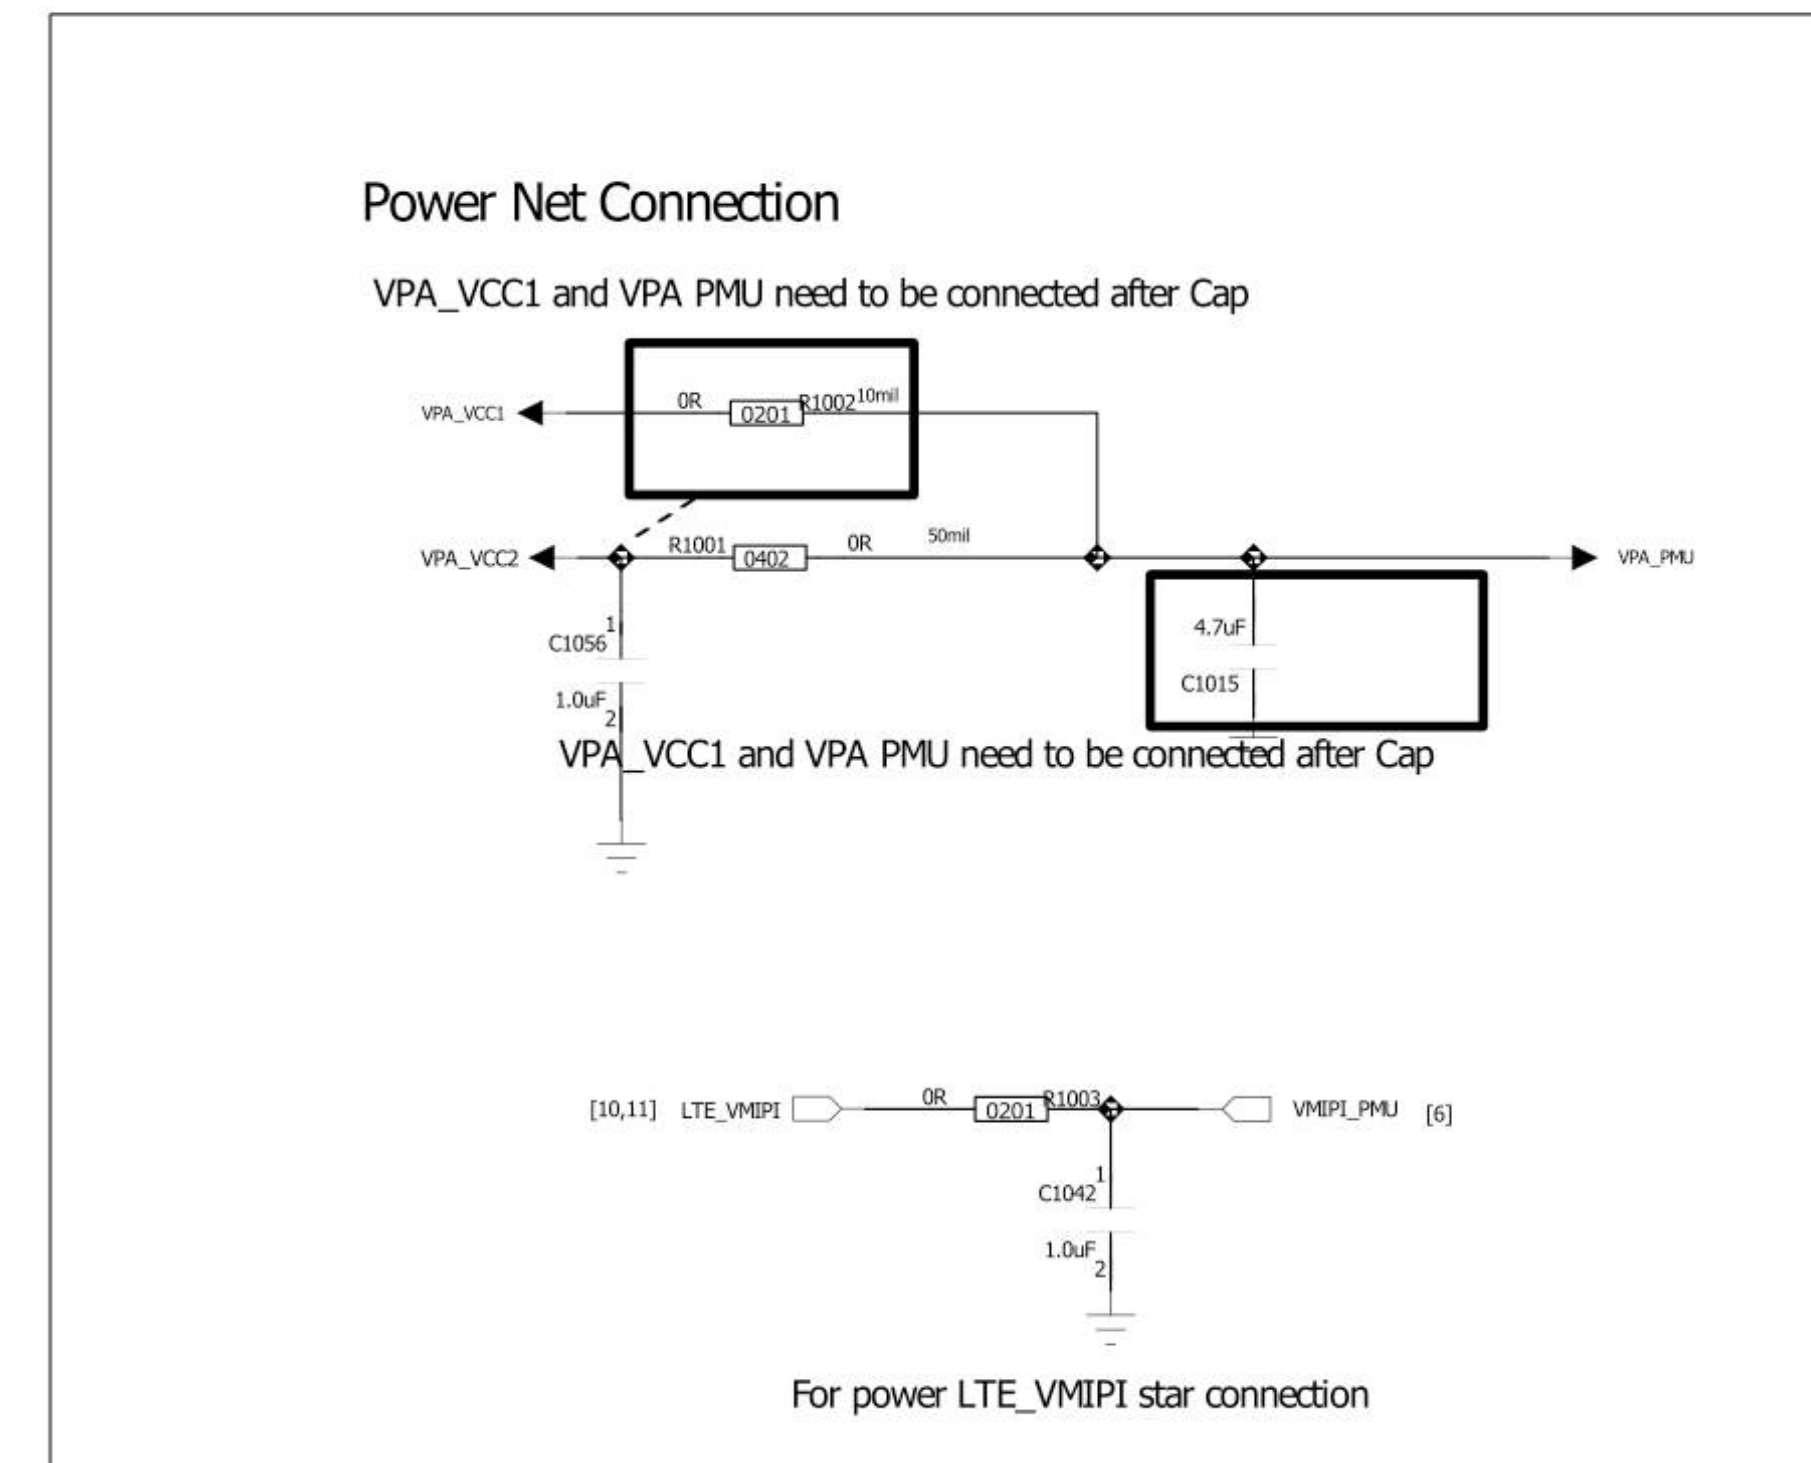 Power Net Connection
VPA_VCC1 and VPA PMU need to be connected after Cap
VPA_VCC1 0R 0201 R1002 10mil
VPA_VCC2 R1001 0402 0R 50mil VPA_PMU
1
C1056
1.0uF
2
4.7uF
C1015
VPA_VCC1 and VPA PMU need to be connected after Cap
[10,11] LTE_VMIPI 0R 0201 R1003 VMIPI_PMU [6]
1
C1042
1.0uF
2
For power LTE_VMIPI star connection